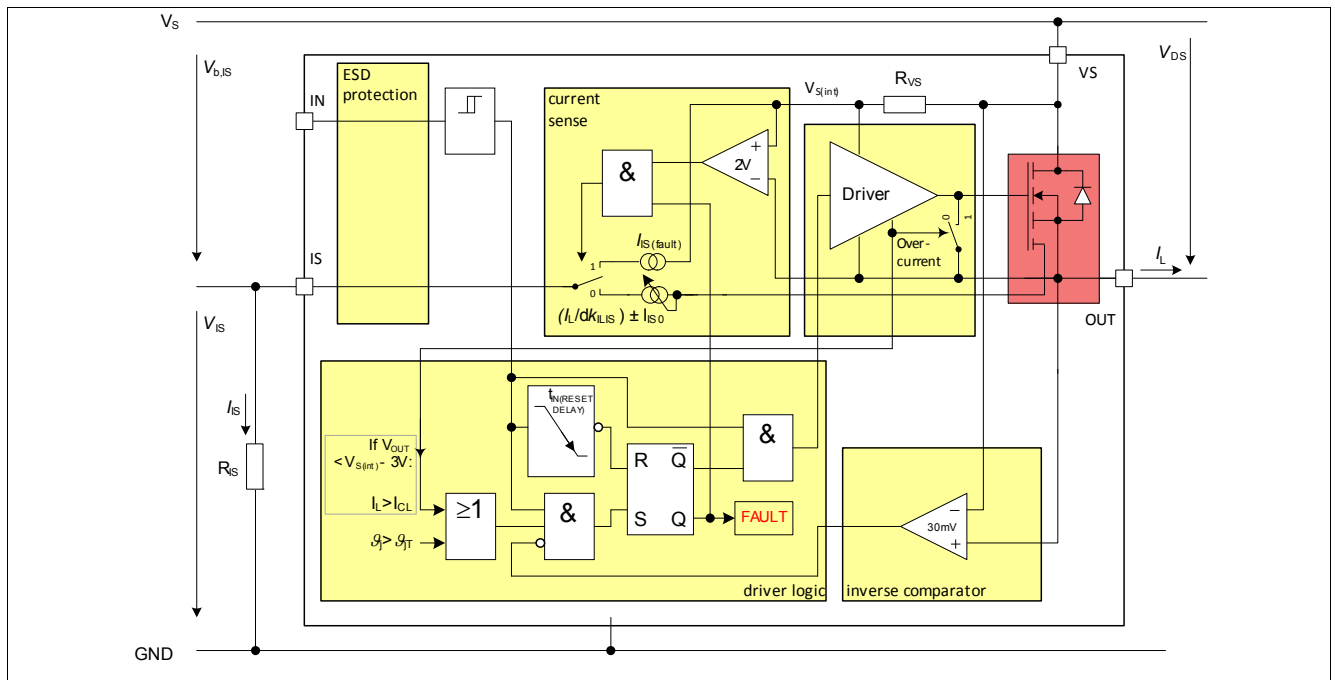 VS
Vb,IS
VDS
VS
ESD
protection
IN
current
sense
VS(int)
RVS
+
2V
−
&
Driver
0
1
Over-
current
IIS(fault)
1
0
(IL/dkILIS) ± IIS0
IS
IL
OUT
VIS
IIS
RIS
tIN(RESET
DELAY)
If VOUT
<VS(int)- 3V:
IL>ICL
ϑj>ϑjT
≥1
&
R
Q̅
S
Q
&
FAULT
driver logic
−
30mV
+
inverse comparator
GND